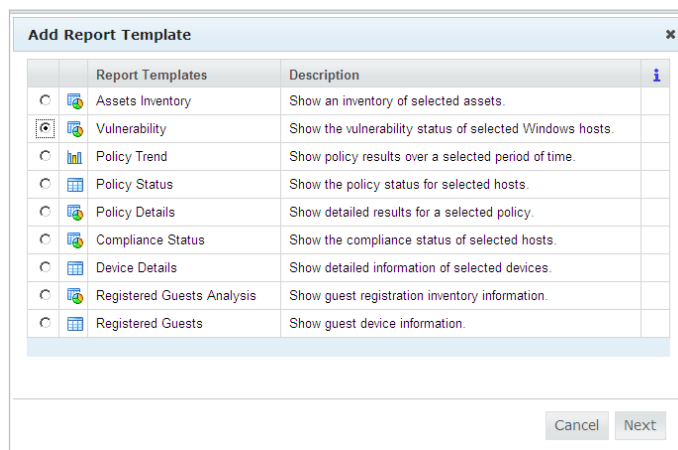 Add Report Template
Report Templates Description i
Assets Inventory Show an inventory of selected assets.
Vulnerability Show the vulnerability status of selected Windows hosts.
Policy Trend Show policy results over a selected period of time.
Policy Status Show the policy status for selected hosts.
Policy Details Show detailed results for a selected policy.
Compliance Status Show the compliance status of selected hosts.
Device Details Show detailed information of selected devices.
Registered Guests Analysis Show guest registration inventory information.
Registered Guests Show guest device information.
Cancel Next